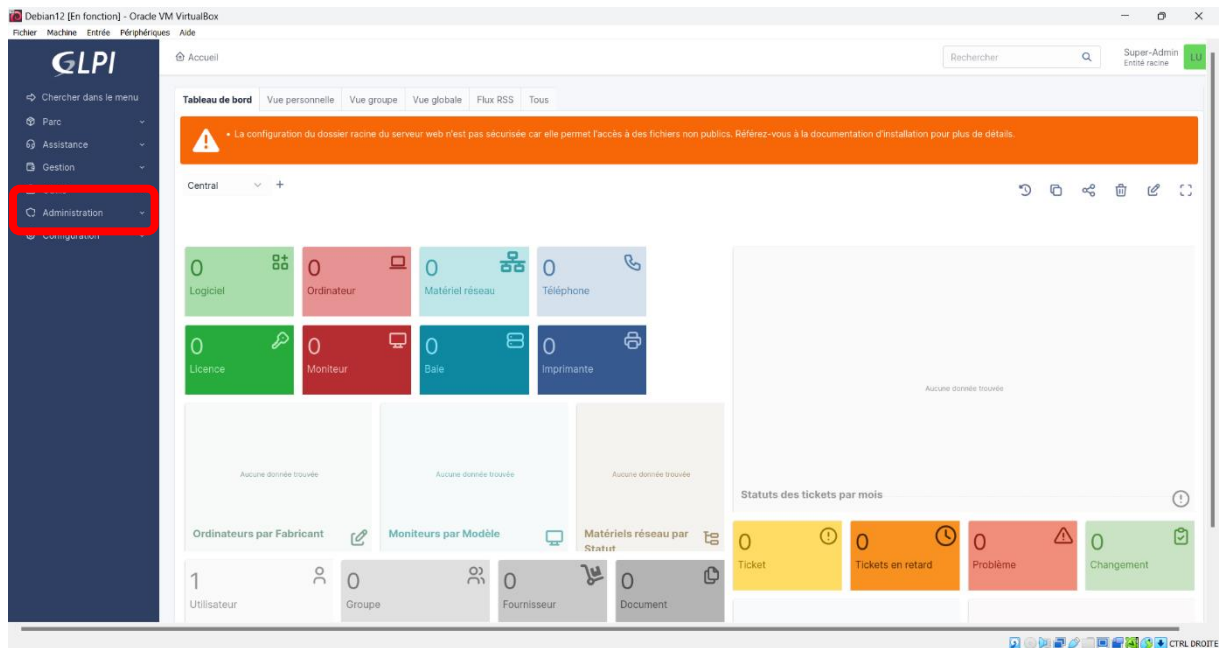 Debian12 [En fonction] - Oracle VM VirtualBox
Fichier Machine Entrée Périphériques Aide
GLPI
Accueil
Rechercher
Super-Admin
Entité racine
LU
Chercher dans le menu
Parc
Assistance
Gestion
Administration
Configuration
Tableau de bord Vue personnelle Vue groupe Vue globale Flux RSS Tous
• La configuration du dossier racine du serveur web n'est pas sécurisée car elle permet l'accès à des fichiers non publics. Référez-vous à la documentation d'installation pour plus de détails.
Central
0 0 0 0
Logiciel Ordinateur Matériel réseau Téléphone
0 0 0 0
Licence Moniteur Baie Imprimante
Aucune donnée trouvée
Aucune donnée trouvée Aucune donnée trouvée Aucune donnée trouvée
Statuts des tickets par mois
Ordinateurs par Fabricant Moniteurs par Modèle Matériels réseau par
Statut
0 0 0 0
Ticket Tickets en retard Problème Changement
1 0 0 0
Utilisateur Groupe Fournisseur Document
CTRL DROITE